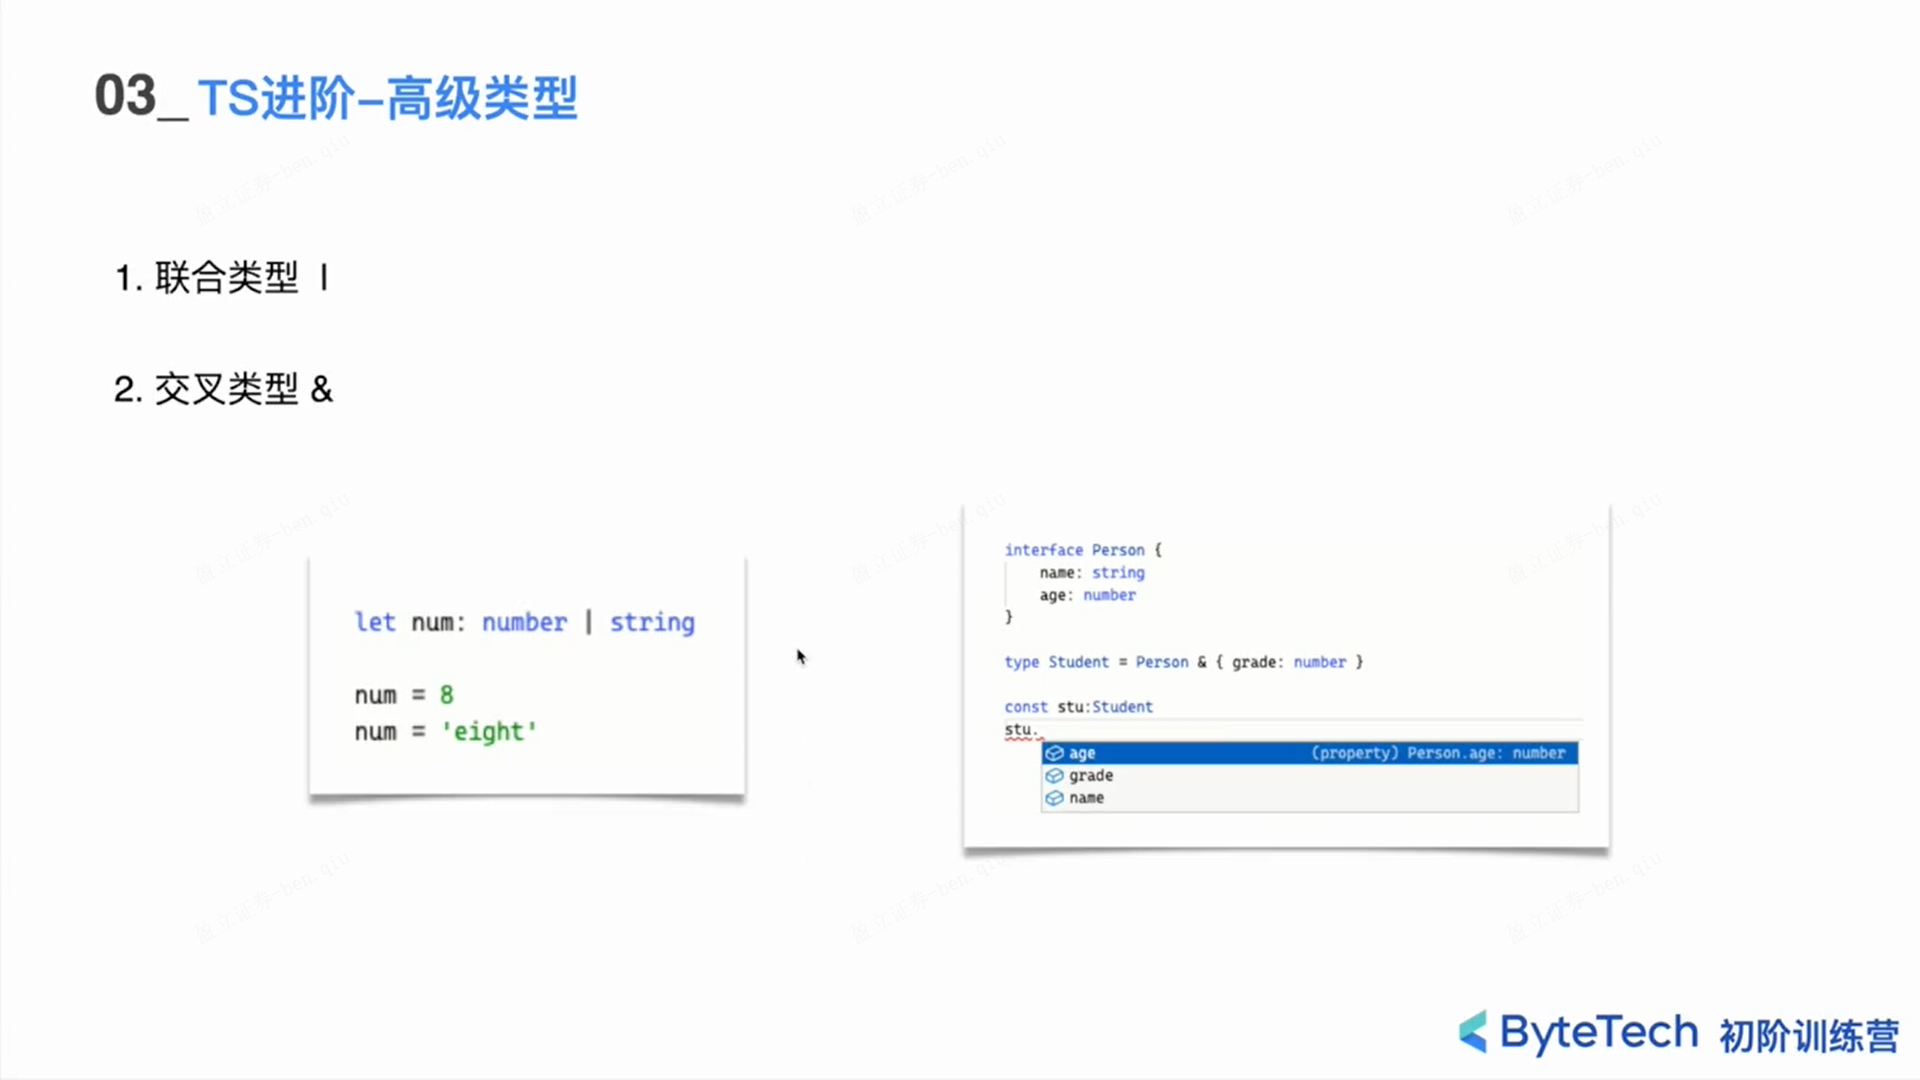 03_ TS进阶-高级类型
1. 联合类型 |
2. 交叉类型 &
let num: number | string
num = 8
num = 'eight'
interface Person {
name: string
age: number
}
type Student = Person & { grade: number }
const stu:Student
stu.
age (property) Person.age: number
grade
name
ByteTech 初阶训练营